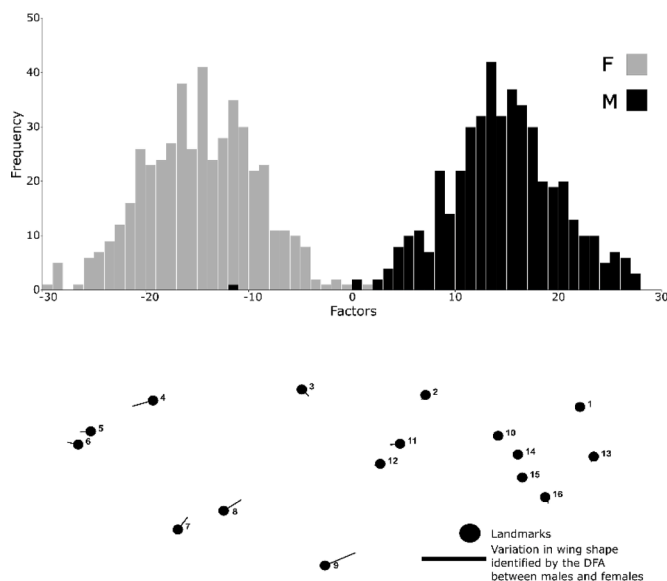 50
40
30
20
10
0
Frequency
F
M
-30 -20 -10 0 10 20 30
Factors
1
2
3
4
5
6
7
8
9
10
11
12
13
14
15
16
Landmarks
Variation in wing shape
identified by the DFA
between males and females